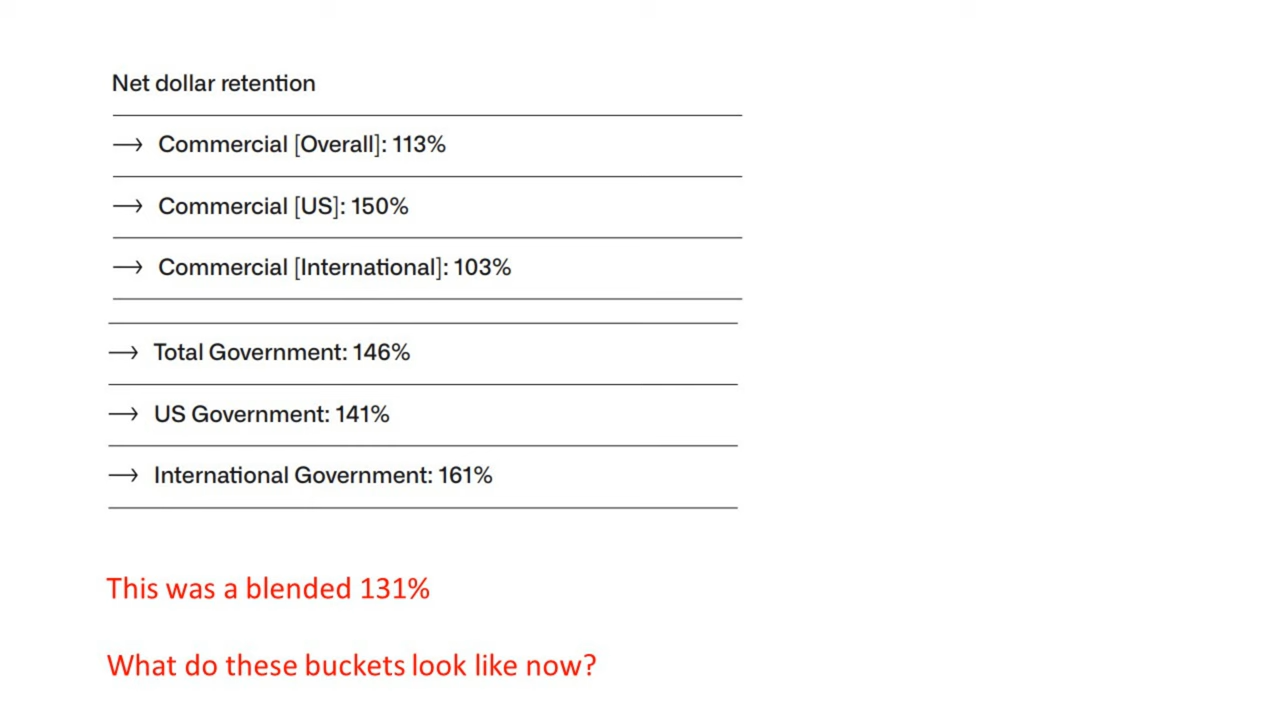 Net dollar retention
→ Commercial [Overall]: 113%
→ Commercial [US]: 150%
→ Commercial [International]: 103%
→ Total Government: 146%
→ US Government: 141%
→ International Government: 161%
This was a blended 131%
What do these buckets look like now?